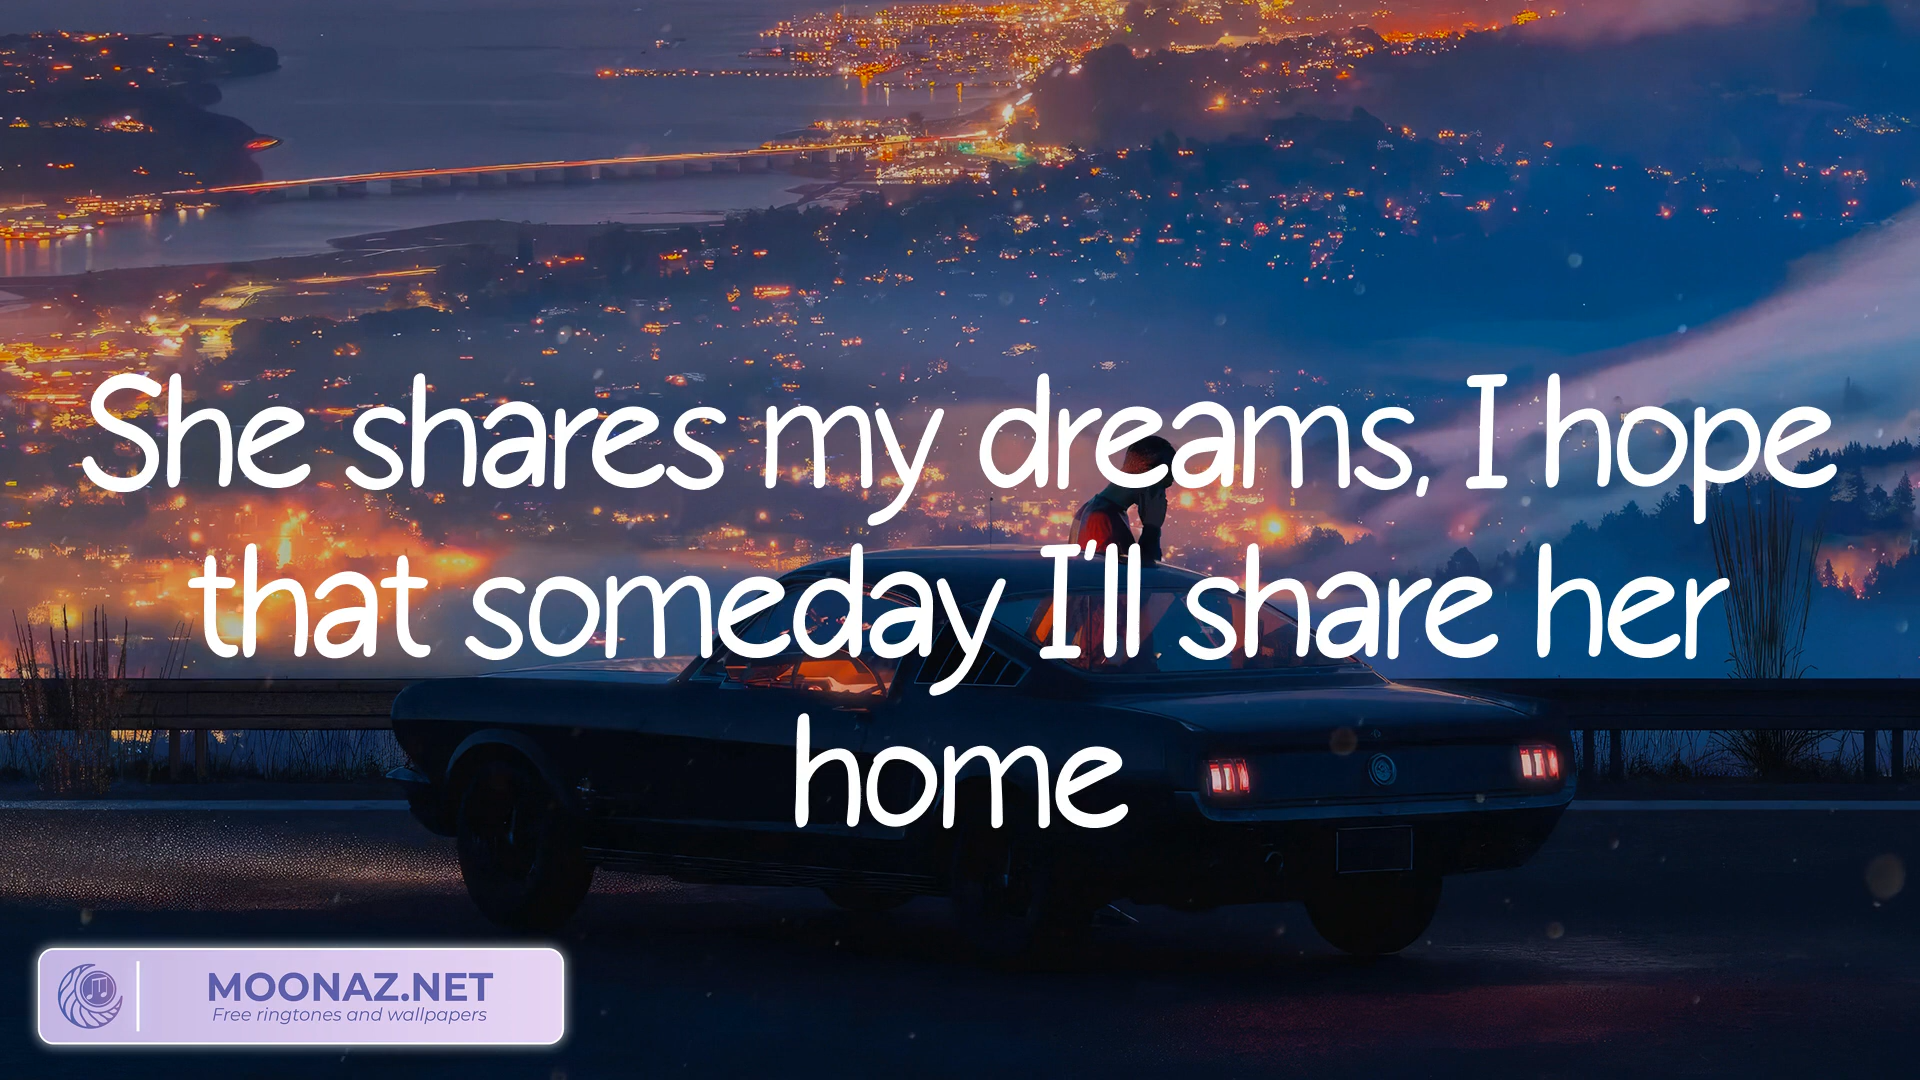 She shares my dreams, I hope
that someday I'll share her
home
MOONAZ.NET
Free ringtones and wallpapers